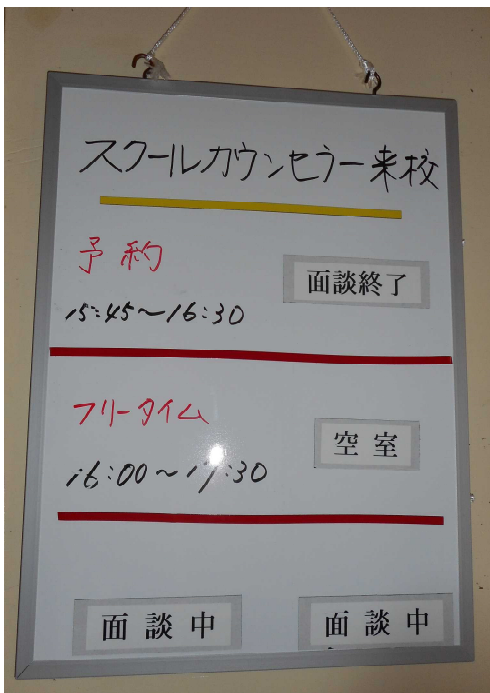 スクールカウンセラー来校
予約
面談終了
15:45～16:30
フリータイム
空室
16:00～17:30
面談中
面談中